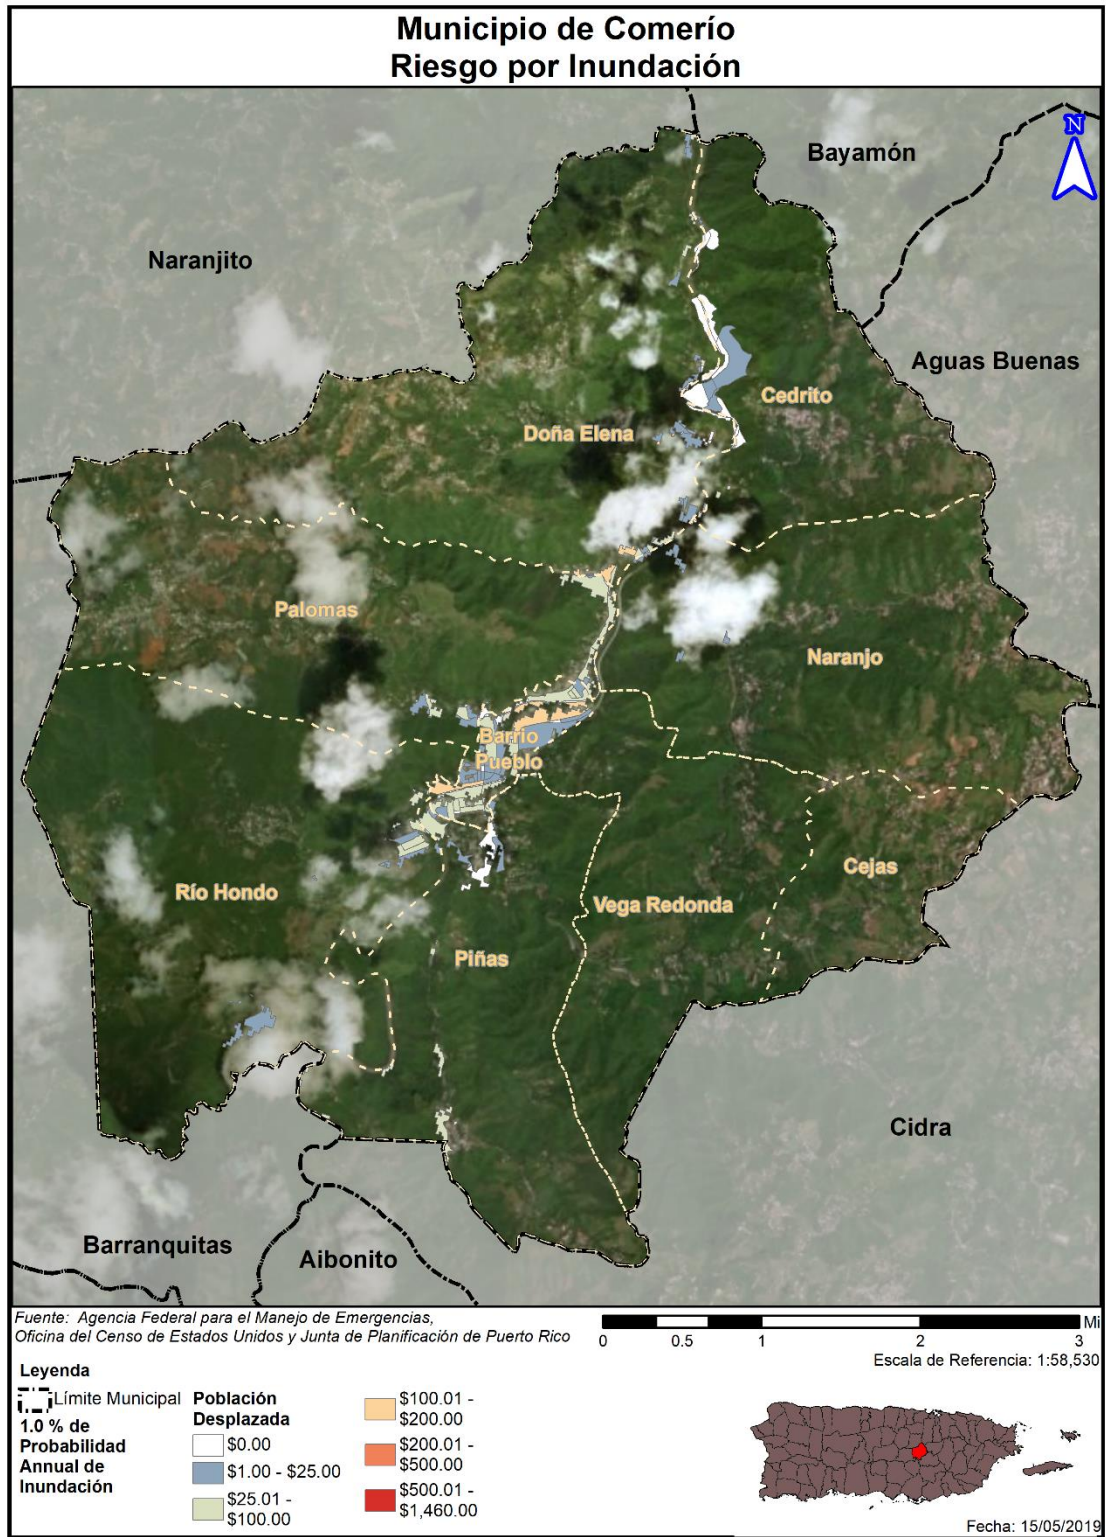 Municipio de Comerío
Riesgo por Inundación
N
Bayamón
Naranjito
Aguas Buenas
Cedrito
Doña Elena
Palomas
Naranjo
Barrio
Pueblo
Cejas
Río Hondo
Vega Redonda
Piñas
Cidra
Barranquitas
Aibonito
Fuente: Agencia Federal para el Manejo de Emergencias,
Oficina del Censo de Estados Unidos y Junta de Planificación de Puerto Rico
0 0.5 1 2 3 Mi
Escala de Referencia: 1:58,530
Leyenda
Límite Municipal
1.0 % de
Probabilidad
Annual de
Inundación
Población
Desplazada
$0.00
$1.00 - $25.00
$25.01 -
$100.00
$100.01 -
$200.00
$200.01 -
$500.00
$500.01 -
$1,460.00
Fecha: 15/05/2019